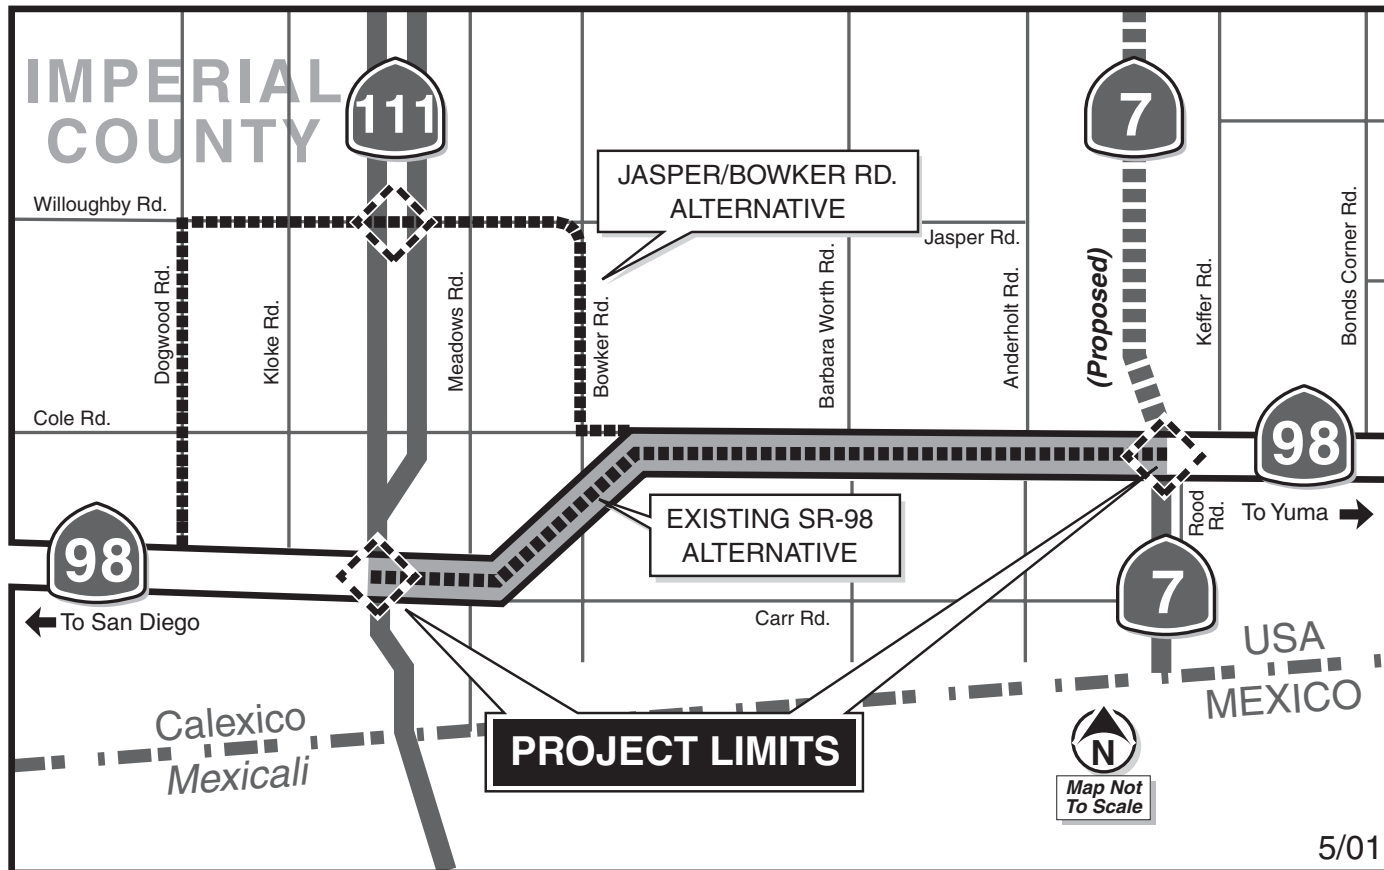 IMPERIAL
COUNTY
111
7
JASPER/BOWKER RD.
ALTERNATIVE
Willoughby Rd.
Jasper Rd.
Dogwood Rd.
Kloke Rd.
Meadows Rd.
Bowker Rd.
Barbara Worth Rd.
Anderholt Rd.
(Proposed)
Keffer Rd.
Bonds Corner Rd.
Cole Rd.
98
EXISTING SR-98
ALTERNATIVE
Rood
Rd.
To Yuma
98
7
To San Diego
Carr Rd.
USA
MEXICO
Calexico
Mexicali
PROJECT LIMITS
N
Map Not
To Scale
5/01